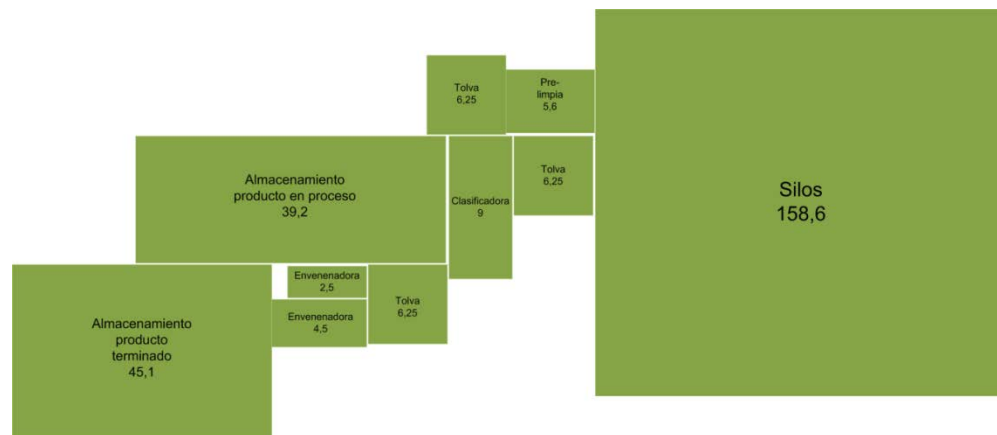 Tolva
6,25
Pre-
limpia
5,6
Silos
158,6
Almacenamiento
producto en proceso
39,2
Clasificadora
9
Tolva
6,25
Envenenadora
2,5
Envenenadora
4,5
Tolva
6,25
Almacenamiento
producto
terminado
45,1